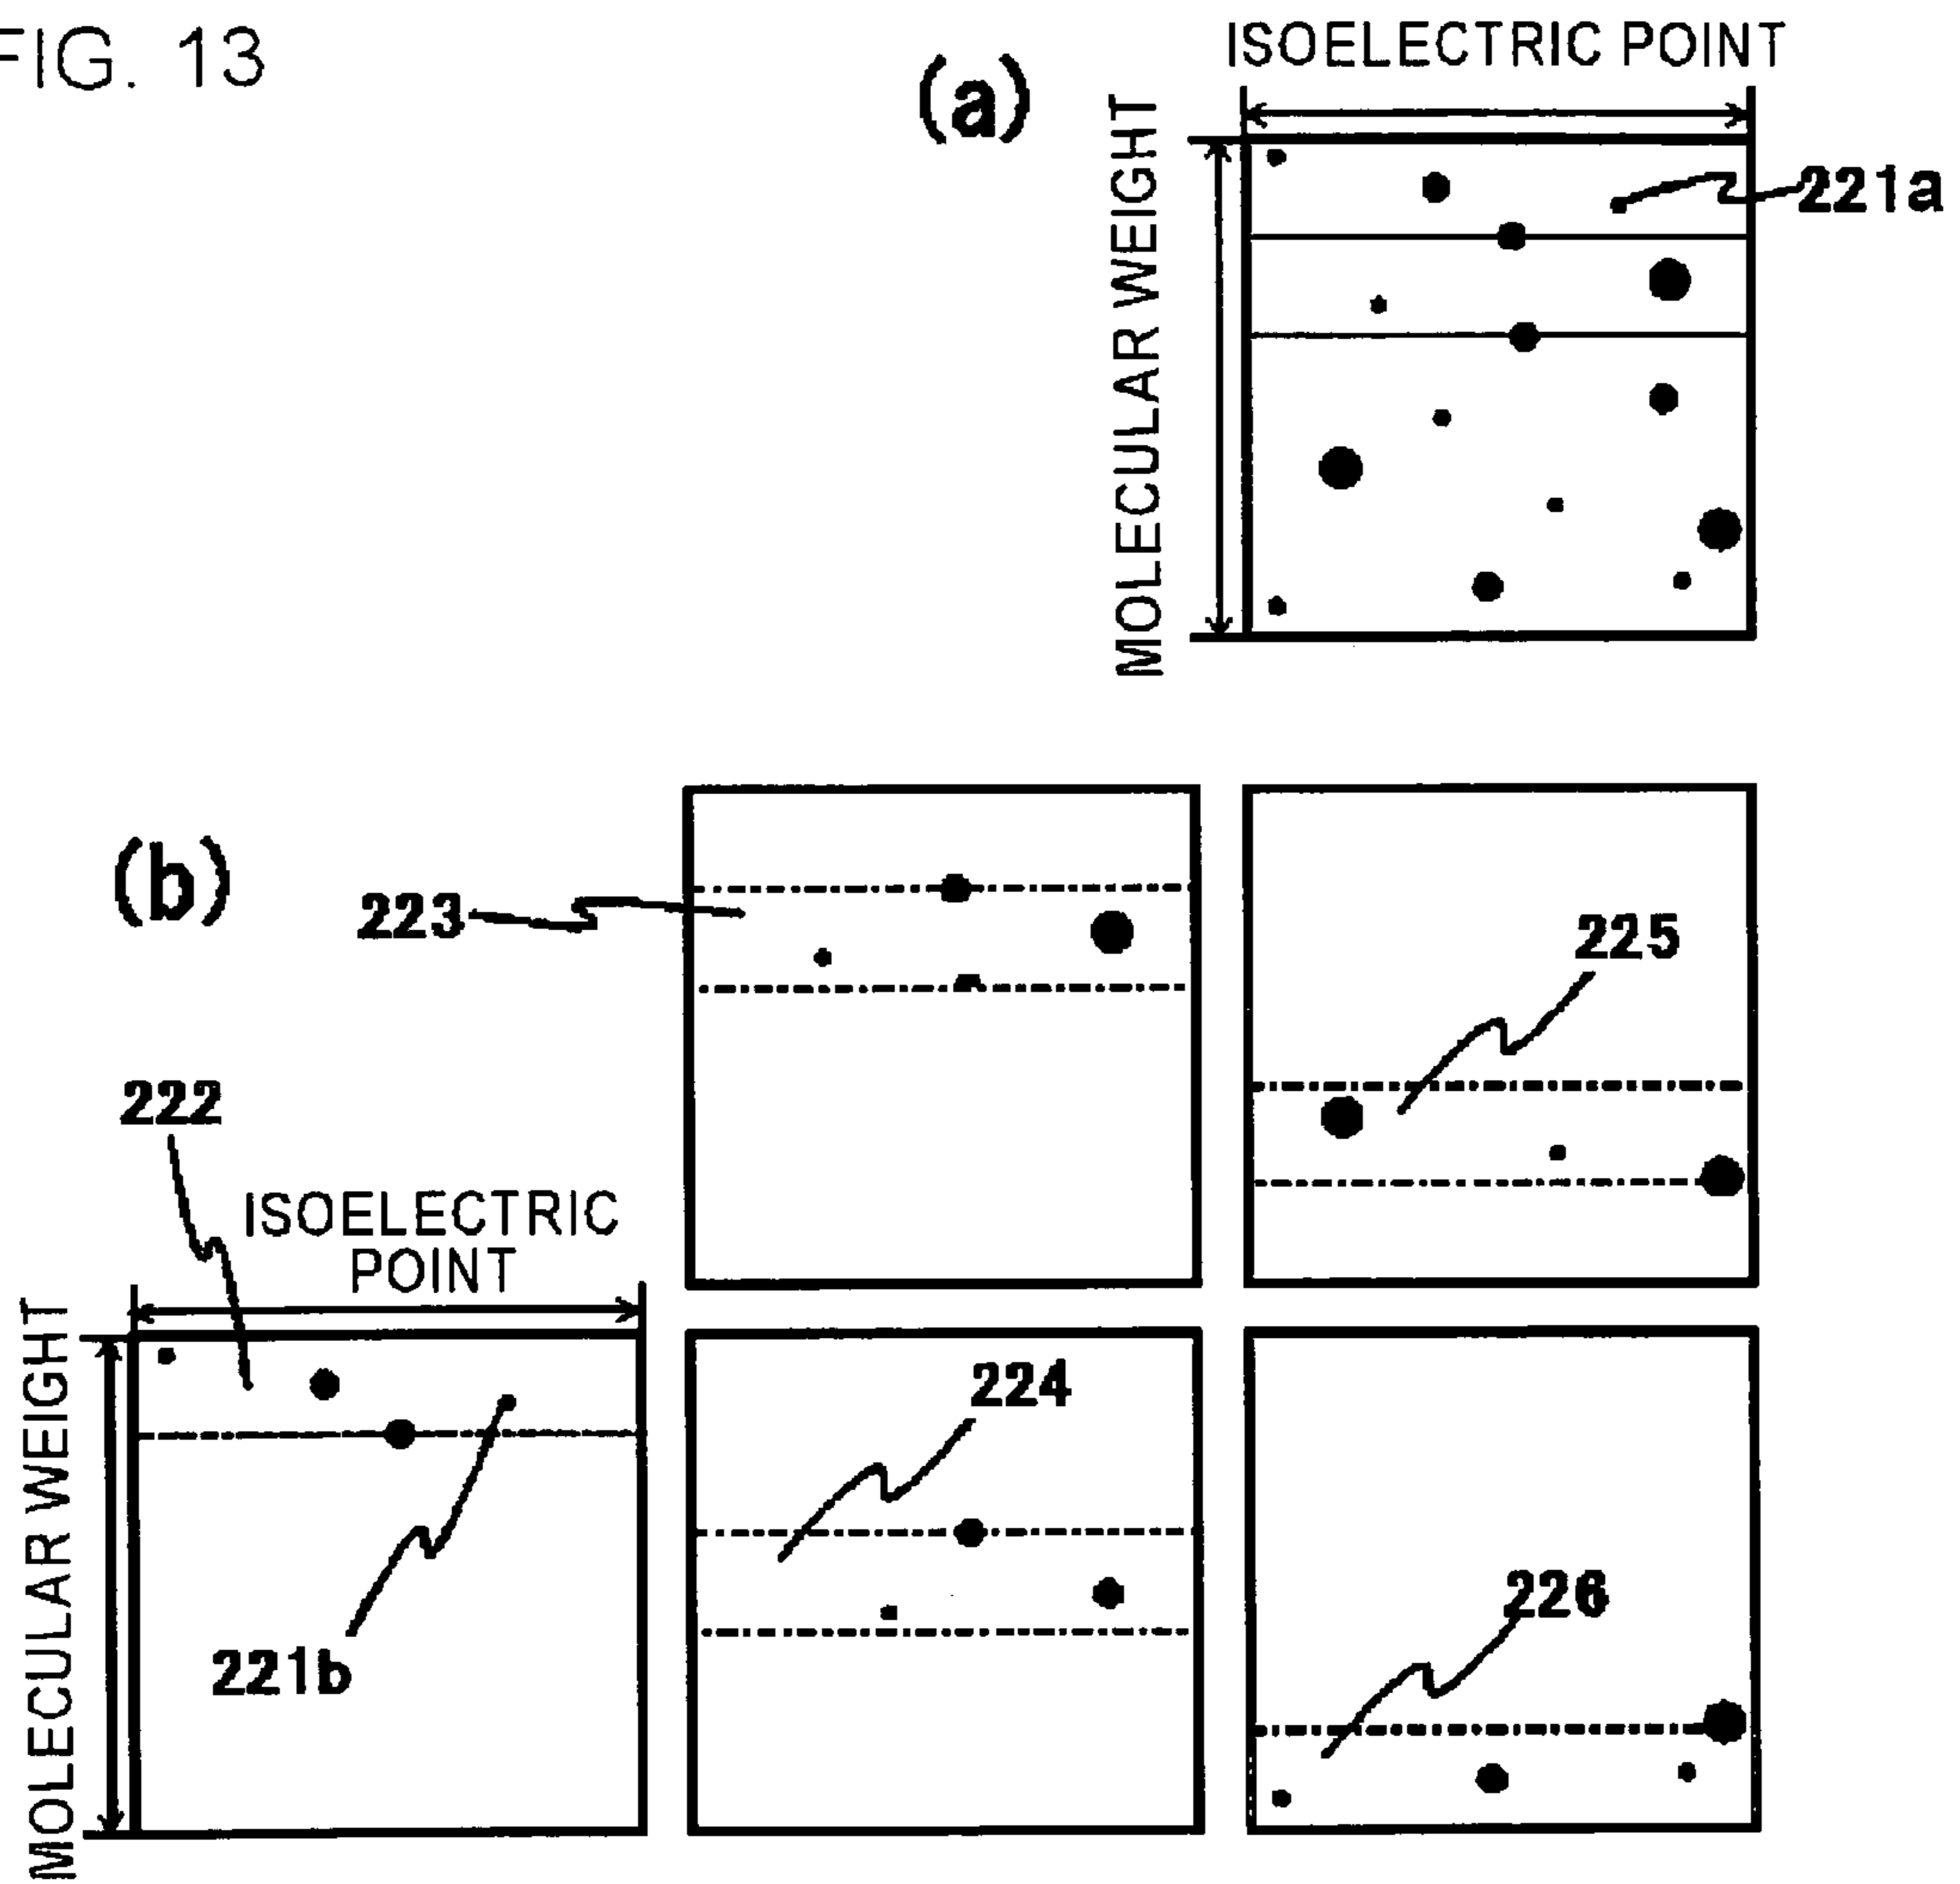 FIG. 13
(a)
ISOELECTRIC POINT
MOLECULAR WEIGHT
221a
(b)
223
225
222
ISOELECTRIC
POINT
MOLECULAR WEIGHT
224
221b
226